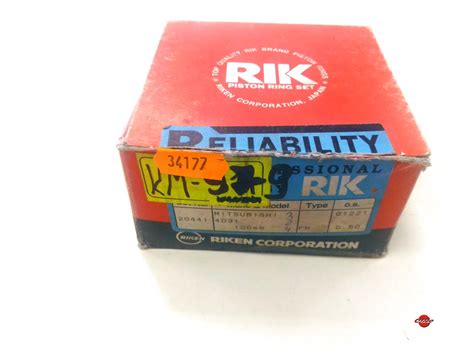 TOP QUALITY RIK BRAND PISTON RINGS
RIK
PISTON RING SET
RIKEN CORPORATION, JAPAN
RELIABILITY
34177
RIK
Model Type O.S.
MITSUBISHI 01221
20441 4D31
0.50
RIKEN RIKEN CORPORATION